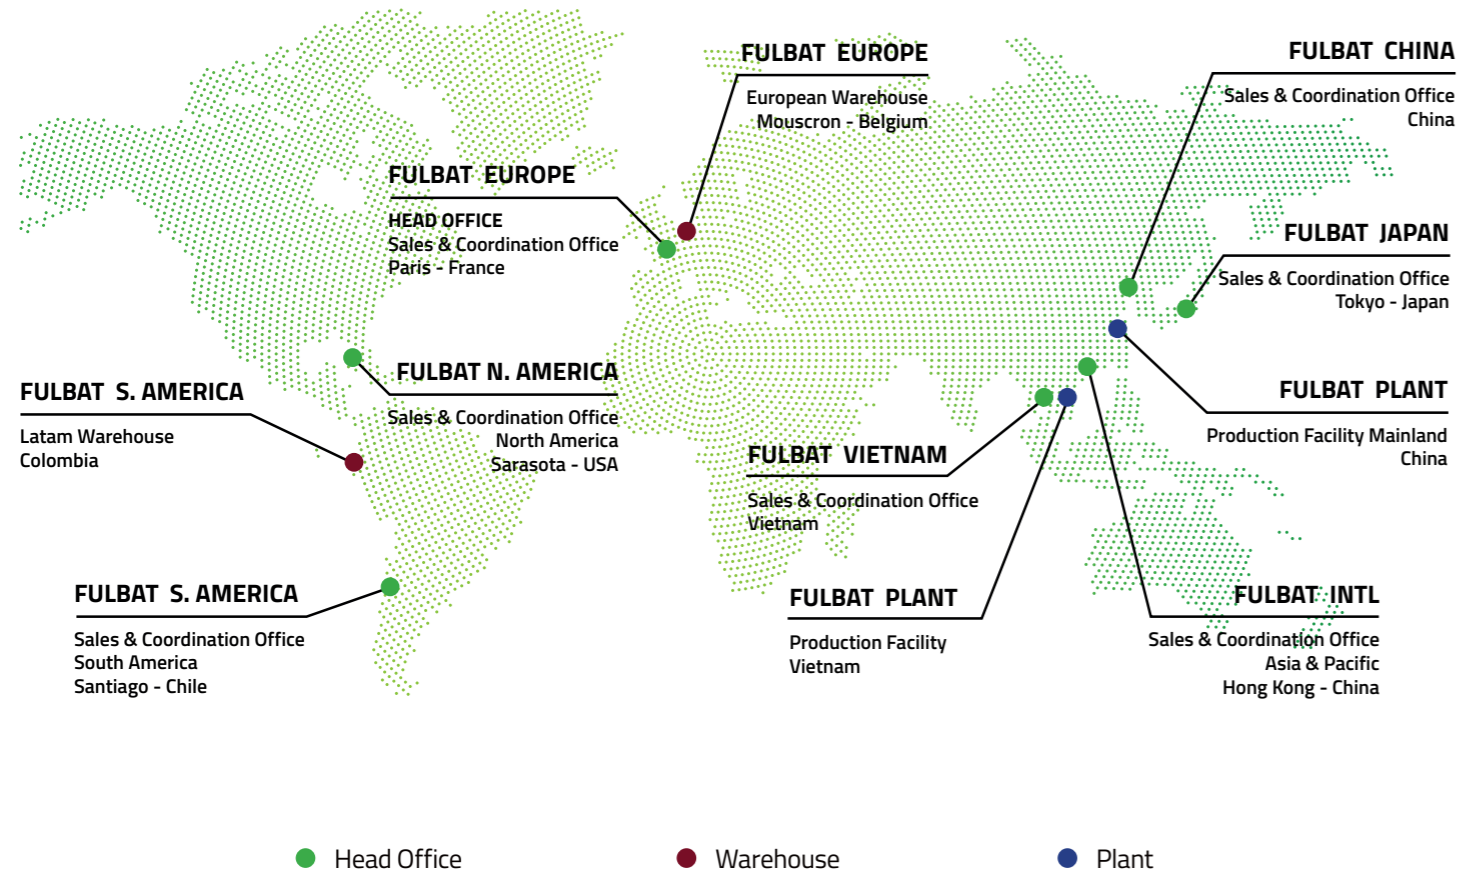 FULBAT EUROPE
European Warehouse
Mouscron - Belgium
FULBAT CHINA
Sales & Coordination Office
China
FULBAT EUROPE
HEAD OFFICE
Sales & Coordination Office
Paris - France
FULBAT JAPAN
Sales & Coordination Office
Tokyo - Japan
FULBAT N. AMERICA
Sales & Coordination Office
North America
Sarasota - USA
FULBAT S. AMERICA
Latam Warehouse
Colombia
FULBAT PLANT
Production Facility Mainland
China
FULBAT VIETNAM
Sales & Coordination Office
Vietnam
FULBAT S. AMERICA
Sales & Coordination Office
South America
Santiago - Chile
FULBAT PLANT
Production Facility
Vietnam
FULBAT INTL
Sales & Coordination Office
Asia & Pacific
Hong Kong - China
Head Office
Warehouse
Plant